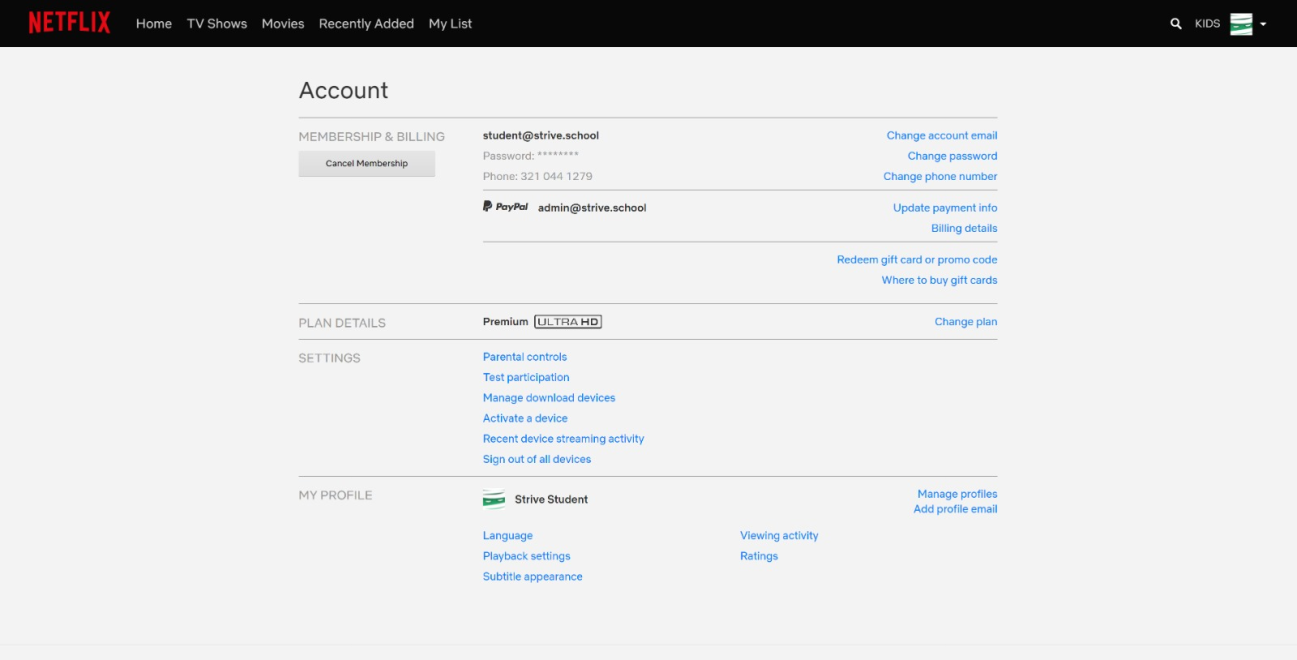 NETFLIX Home TV Shows Movies Recently Added My List KIDS
Account
MEMBERSHIP & BILLING student@strive.school Change account email
Cancel Membership Password: ******** Change password
Phone: 321 044 1279 Change phone number
PayPal admin@strive.school Update payment info
Billing details
Redeem gift card or promo code
Where to buy gift cards
PLAN DETAILS Premium ULTRA HD Change plan
SETTINGS Parental controls
Test participation
Manage download devices
Activate a device
Recent device streaming activity
Sign out of all devices
MY PROFILE Strive Student Manage profiles
Add profile email
Language Viewing activity
Playback settings Ratings
Subtitle appearance